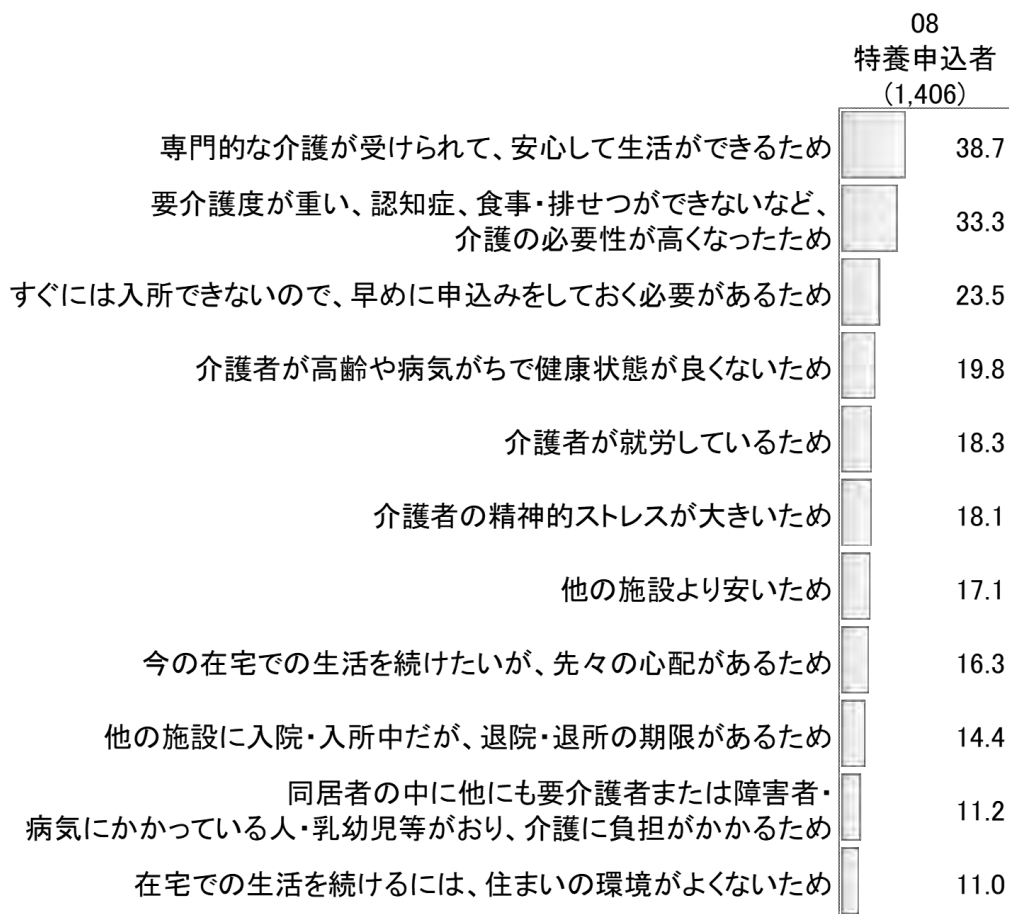 08
特養申込者
(1,406)
専門的な介護が受けられて、安心して生活ができるため 38.7
要介護度が重い、認知症、食事・排せつができないなど、
介護の必要性が高くなったため 33.3
すぐには入所できないので、早めに申込みをしておく必要があるため 23.5
介護者が高齢や病気がちで健康状態が良くないため 19.8
介護者が就労しているため 18.3
介護者の精神的ストレスが大きいため 18.1
他の施設より安いため 17.1
今の在宅での生活を続けたいが、先々の心配があるため 16.3
他の施設に入院・入所中だが、退院・退所の期限があるため 14.4
同居者の中に他にも要介護者または障害者・
病気にかかっている人・乳幼児等がおり、介護に負担がかかるため 11.2
在宅での生活を続けるには、住まいの環境がよくないため 11.0